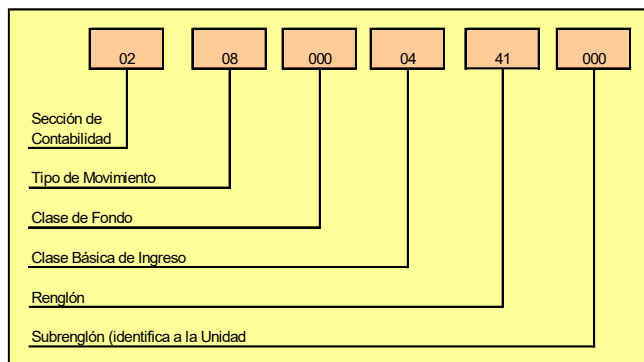 02 08 000 04 41 000
Sección de
Contabilidad
Tipo de Movimiento
Clase de Fondo
Clase Básica de Ingreso
Renglón
Subrenglón (identifica a la Unidad